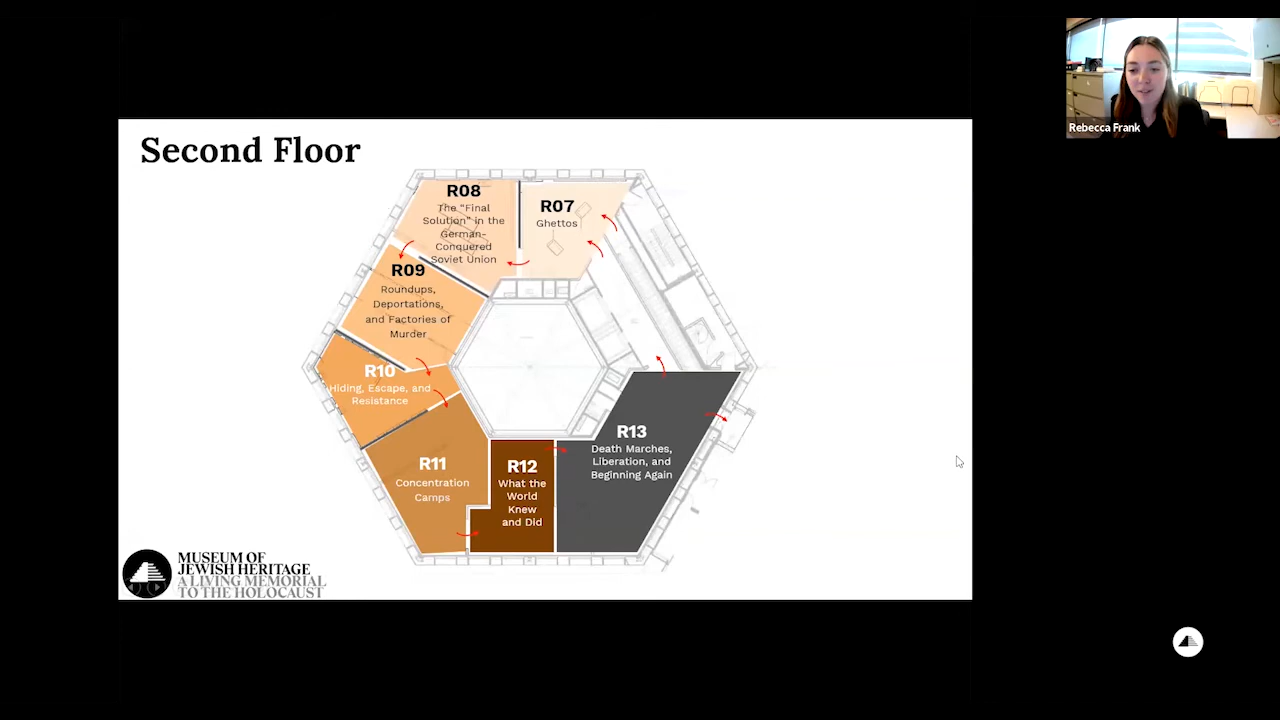 Second Floor
R08
The “Final
Solution” in the
German-
Conquered
Soviet Union
R07
Ghettos
R09
Roundups,
Deportations,
and Factories of
Murder
R10
Hiding, Escape, and
Resistance
R11
Concentration
Camps
R12
What the
World
Knew
and Did
R13
Death Marches,
Liberation, and
Beginning Again
MUSEUM OF
JEWISH HERITAGE
A LIVING MEMORIAL
TO THE HOLOCAUST
Rebecca Frank